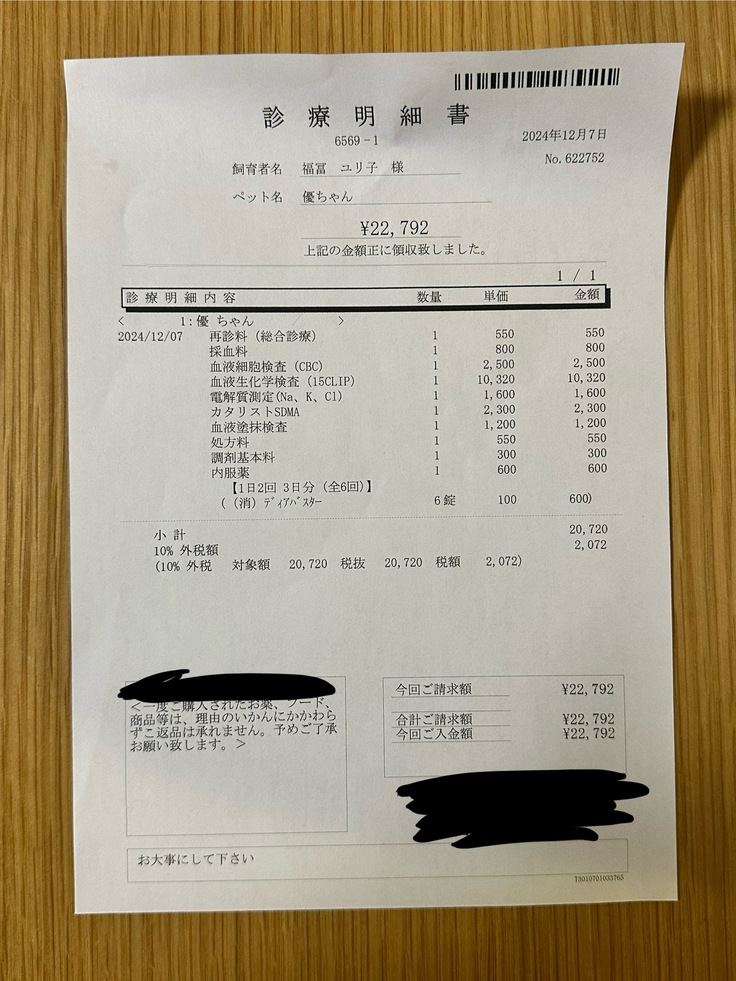 診療明細書
6569-1
2024年12月7日
No.622752
飼育者名 福冨 ユリ子 様
ペット名 優ちゃん
¥22,792
上記の金額正に領収致しました。
1 / 1
診療明細内容 数量 単価 金額
< 1:優 ちゃん >
2024/12/07 再診料（総合診療） 1 550 550
採血料 1 800 800
血液細胞検査（CBC） 1 2,500 2,500
血液生化学検査（15CLIP） 1 10,320 10,320
電解質測定(Na、K、Cl) 1 1,600 1,600
カタリストSDMA 1 2,300 2,300
血液塗抹検査 1 1,200 1,200
処方料 1 550 550
調剤基本料 1 300 300
内服薬 1 600 600
【1日2回 3日分（全6回）】
(（消）ﾃﾞｨｱﾊﾞｽﾀｰ 6錠 100 600)
小 計 20,720
10% 外税額 2,072
(10% 外税 対象額 20,720 税抜 20,720 税額 2,072)
＜一度ご購入されたお薬、フード、
商品等は、理由のいかんにかかわら
ずご返品は承れません。予めご了承
お願い致します。＞
今回ご請求額 ¥22,792
合計ご請求額 ¥22,792
今回ご入金額 ¥22,792
お大事にして下さい
T3010701033765